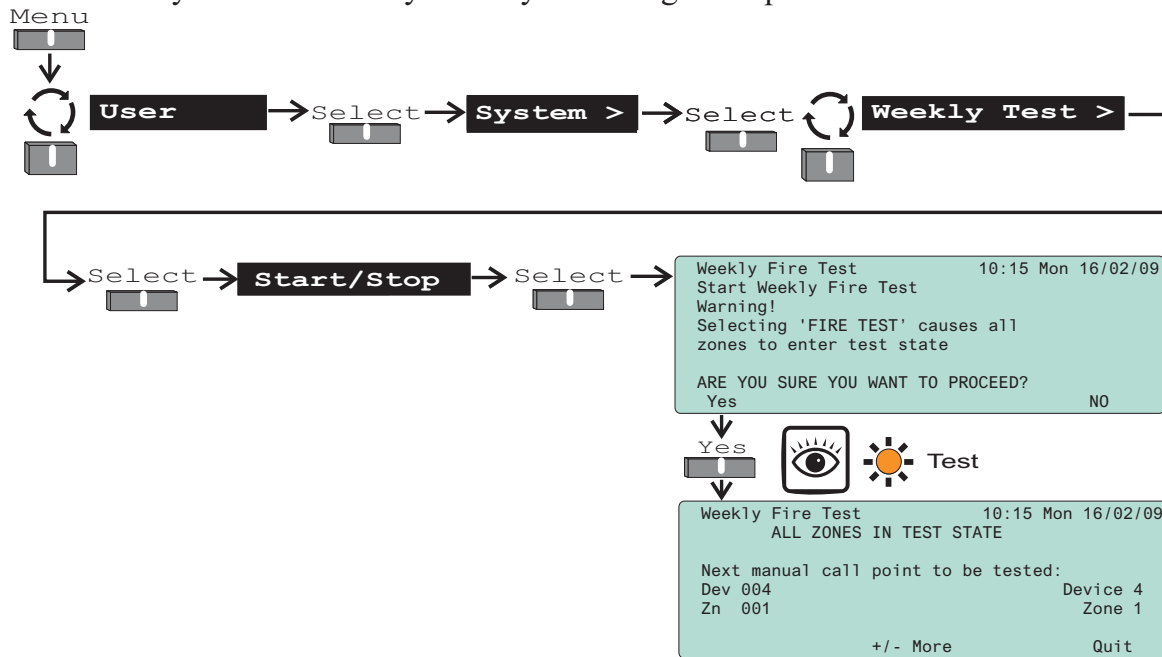 Menu
User
Select
System >
Select
Weekly Test >
Select
Start/Stop
Select
Weekly Fire Test 10:15 Mon 16/02/09
Start Weekly Fire Test
Warning!
Selecting 'FIRE TEST' causes all
zones to enter test state
ARE YOU SURE YOU WANT TO PROCEED?
Yes NO
Yes
Test
Weekly Fire Test 10:15 Mon 16/02/09
ALL ZONES IN TEST STATE
Next manual call point to be tested:
Dev 004 Device 4
Zn 001 Zone 1
+/- More Quit